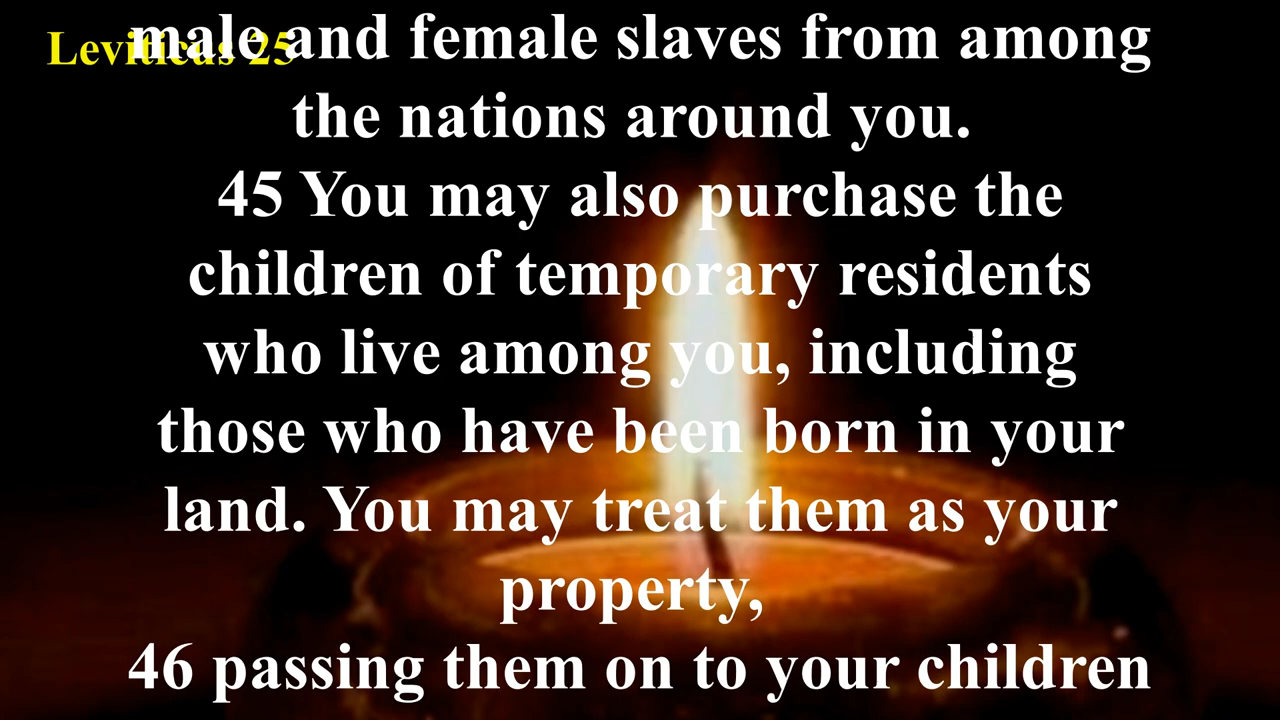 Leviticus 25
male and female slaves from among
the nations around you.
45 You may also purchase the
children of temporary residents
who live among you, including
those who have been born in your
land. You may treat them as your
property,
46 passing them on to your children